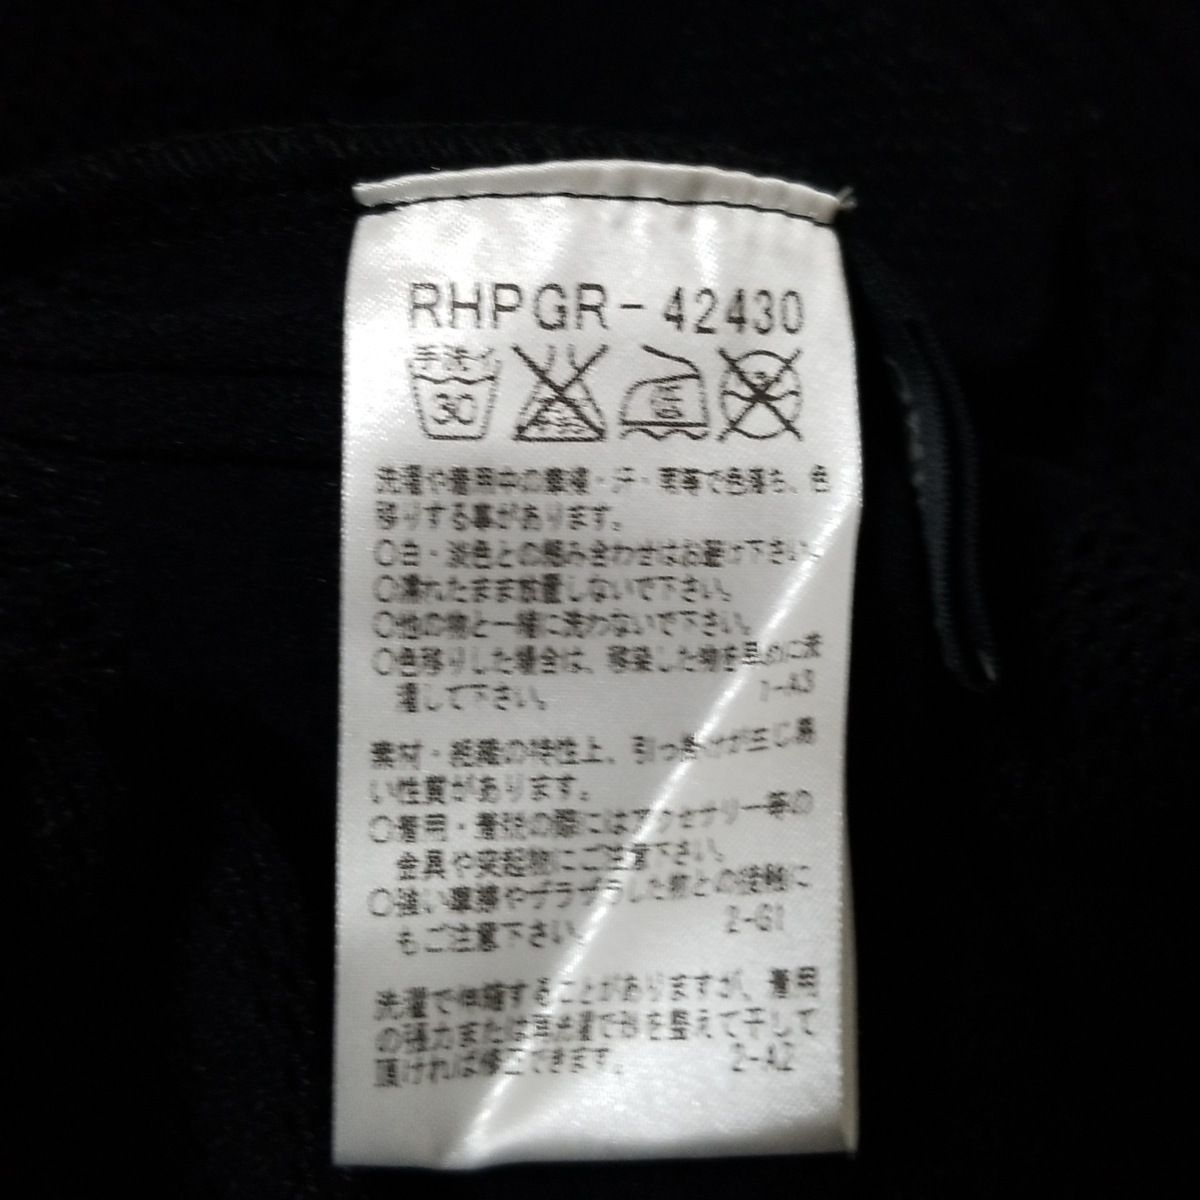 RHPGR-42430
手洗イ
30
洗濯や着用中の摩擦・汗・雨等で色落ち、色
移りする事があります。
○白・淡色との組み合わせはお避け下さい。
○濡れたまま放置しないで下さい。
○他の物と一緒に洗わないで下さい。
○色移りした場合は、移染した物を早めに洗
濯して下さい。 1-A3
素材・組織の特性上、引っ掛けが生じ易
い性質があります。
○着用・着脱の際にはアクセサリー等の
金具や突起物にご注意下さい。
○強い摩擦やザラザラした物との接触に
もご注意下さい。 2-G1
洗濯で伸縮することがありますが、着用
の張力または再洗濯で形を整えて干して
頂ければ修正できます。 2-A2